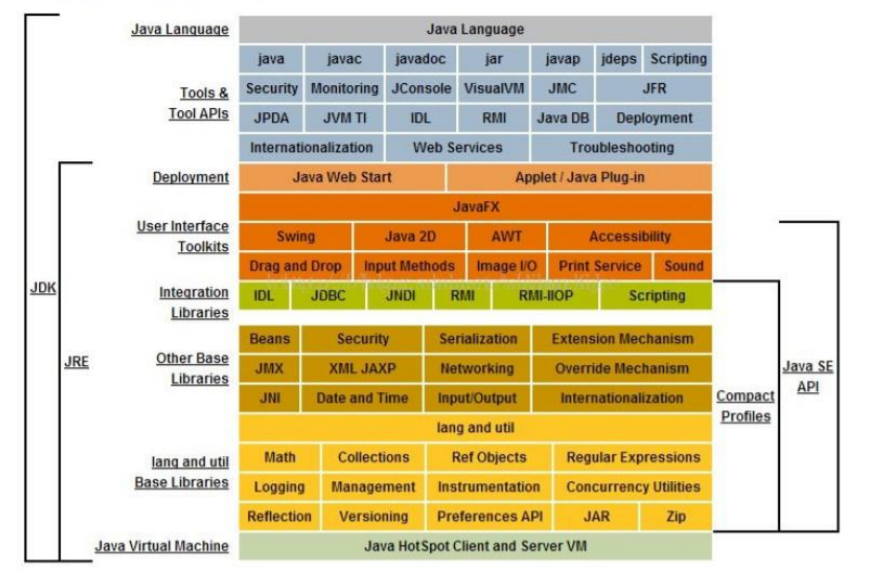 Java Language Java Language
java javac javadoc jar javap jdeps Scripting
Security Monitoring JConsole VisualVM JMC JFR
Tools &
Tool APIs
JPDA JVM TI IDL RMI Java DB Deployment
Internationalization Web Services Troubleshooting
Deployment Java Web Start Applet / Java Plug-in
JavaFX
User Interface
Toolkits
Swing Java 2D AWT Accessibility
Drag and Drop Input Methods Image I/O Print Service Sound
Integration
Libraries
IDL JDBC JNDI RMI RMI-IIOP Scripting
JDK
Beans Security Serialization Extension Mechanism
Other Base
Libraries
JMX XML JAXP Networking Override Mechanism
JNI Date and Time Input/Output Internationalization
JRE
Java SE
API
Compact
Profiles
lang and util
lang and util
Base Libraries
Math Collections Ref Objects Regular Expressions
Logging Management Instrumentation Concurrency Utilities
Reflection Versioning Preferences API JAR Zip
Java Virtual Machine Java HotSpot Client and Server VM